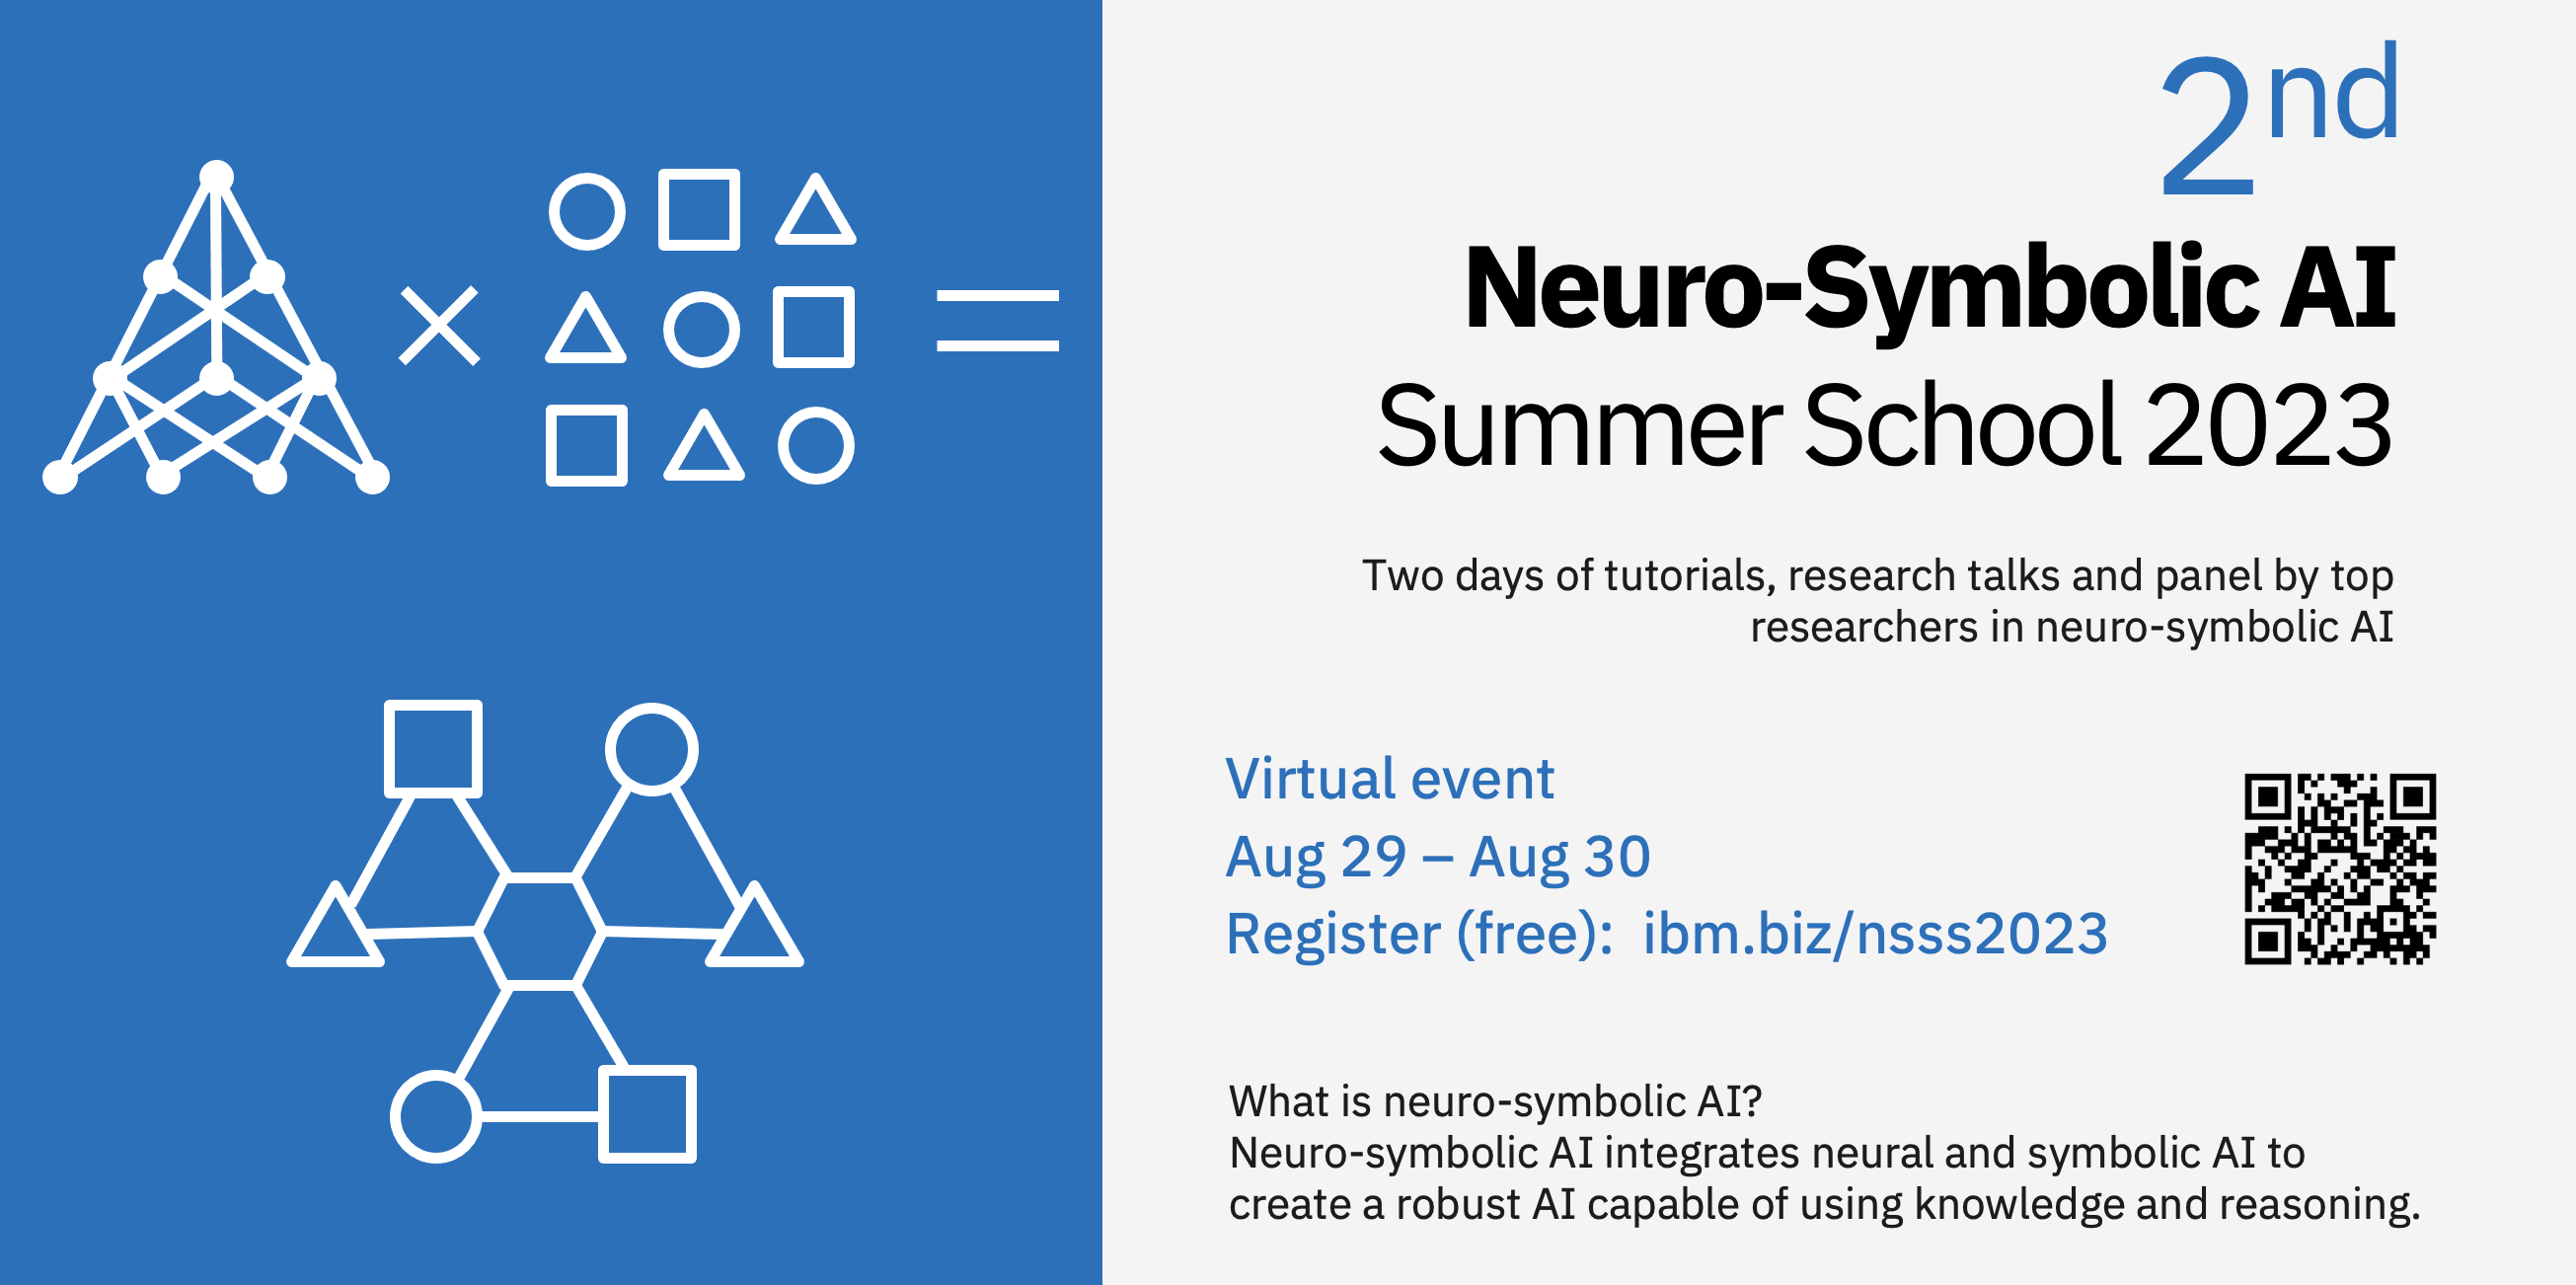 2nd
Neuro-Symbolic AI
Summer School 2023
Two days of tutorials, research talks and panel by top
researchers in neuro-symbolic AI
Virtual event
Aug 29 – Aug 30
Register (free): ibm.biz/nsss2023
What is neuro-symbolic AI?
Neuro-symbolic AI integrates neural and symbolic AI to
create a robust AI capable of using knowledge and reasoning.